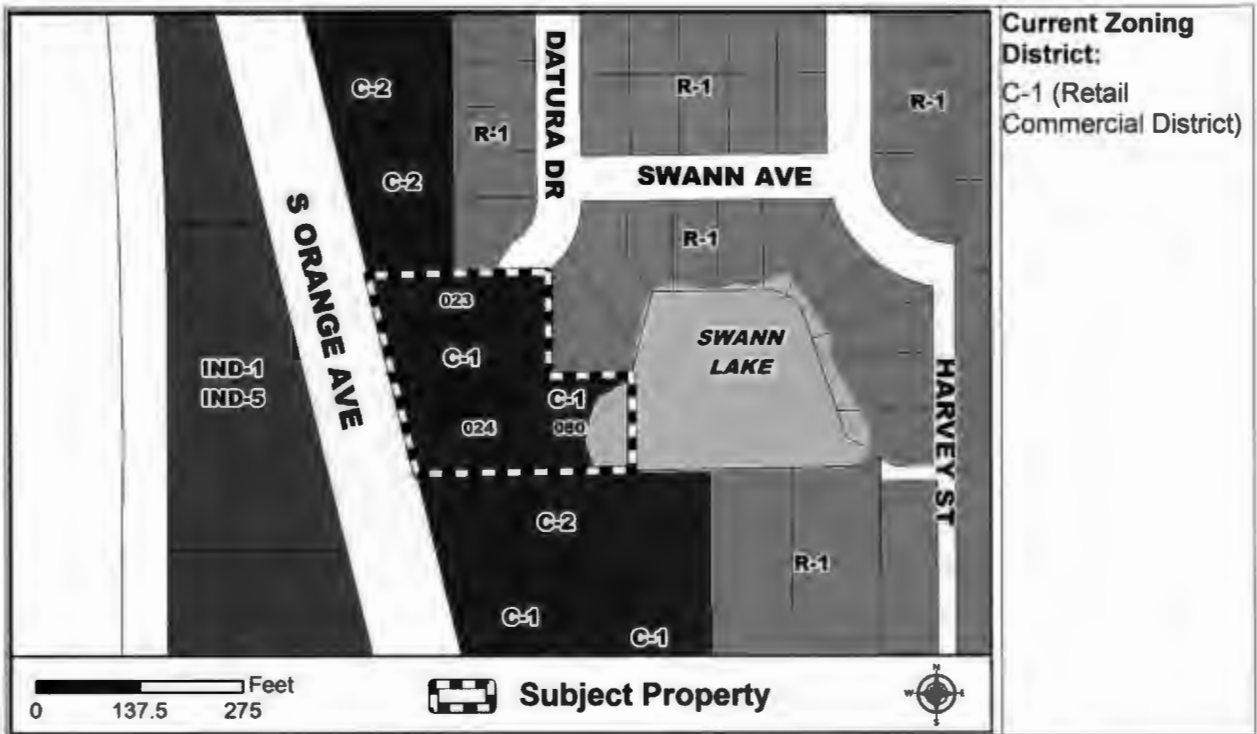 Current Zoning
District:
C-1 (Retail
Commercial District)
C-2
R-1
DATURA DR
R-1
R-1
C-2
SWANN AVE
S ORANGE AVE
R-1
023
C-1
SWANN
LAKE
IND-1
IND-5
C-1
024
080
HARVEY ST
C-2
R-1
C-1
C-1
Feet
0 137.5 275
Subject Property
N
W E
S